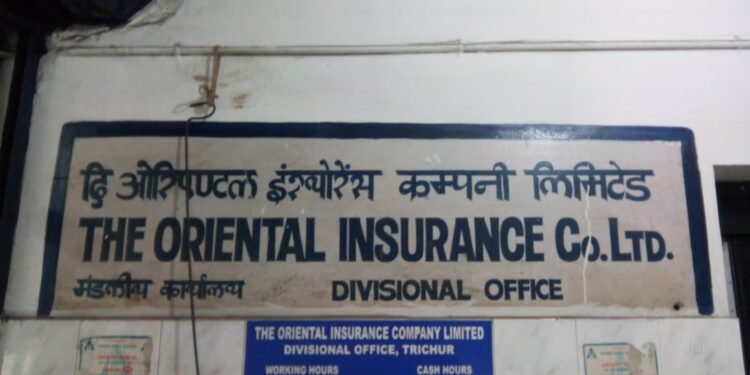 दि ओरिएण्टल इंश्योरेंस कम्पनी लिमिटेड
THE ORIENTAL INSURANCE CO.LTD.
मंडलीय कार्यालय DIVISIONAL OFFICE
THE ORIENTAL INSURANCE COMPANY LIMITED
DIVISIONAL OFFICE, TRICHUR
WORKING HOURS CASH HOURS